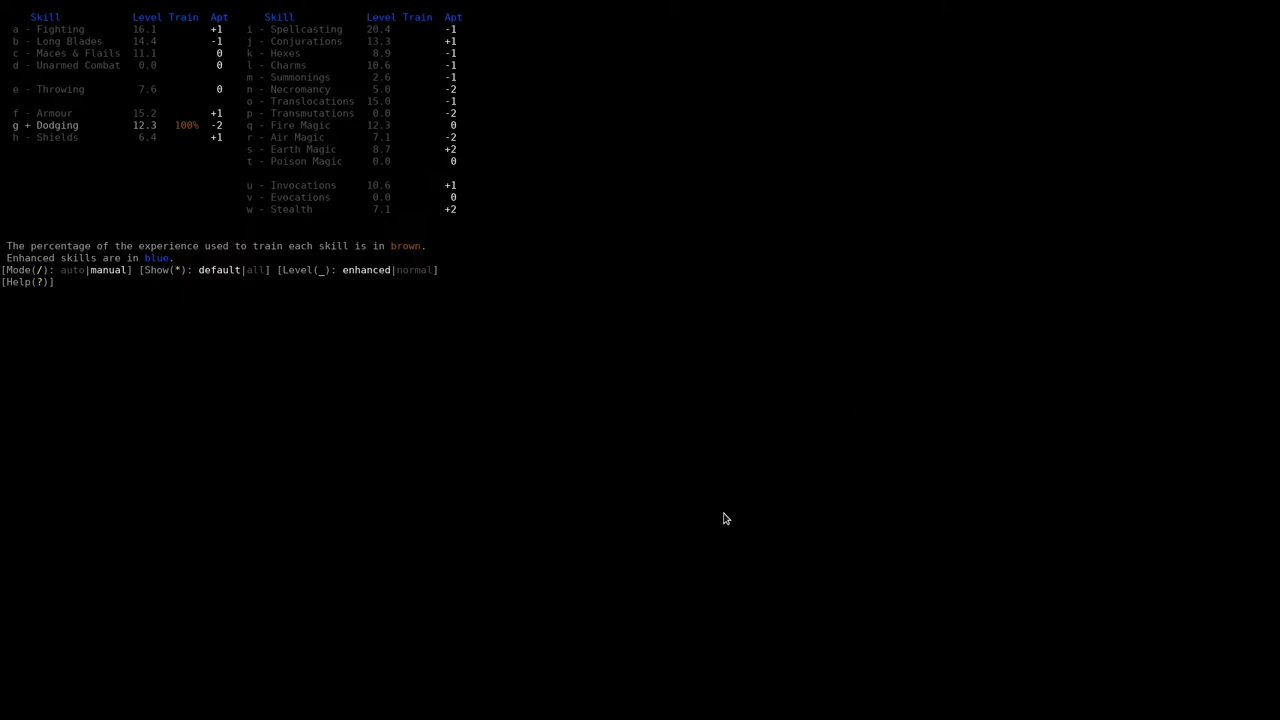 Skill Level Train Apt Skill Level Train Apt
a - Fighting 16.1 +1 i - Spellcasting 20.4 -1
b - Long Blades 14.4 -1 j - Conjurations 13.3 +1
c - Maces & Flails 11.1 0 k - Hexes 8.9 -1
d - Unarmed Combat 0.0 0 l - Charms 10.6 -1
m - Summonings 2.6 -1
e - Throwing 7.6 0 n - Necromancy 5.0 -2
o - Translocations 15.0 -1
f - Armour 15.2 +1 p - Transmutations 0.0 -2
g + Dodging 12.3 100% -2 q - Fire Magic 12.3 0
h - Shields 6.4 +1 r - Air Magic 7.1 -2
s - Earth Magic 8.7 +2
t - Poison Magic 0.0 0
u - Invocations 10.6 +1
v - Evocations 0.0 0
w - Stealth 7.1 +2
The percentage of the experience used to train each skill is in brown.
Enhanced skills are in blue.
[Mode(/): auto|manual] [Show(*): default|all] [Level(_): enhanced|normal]
[Help(?)]